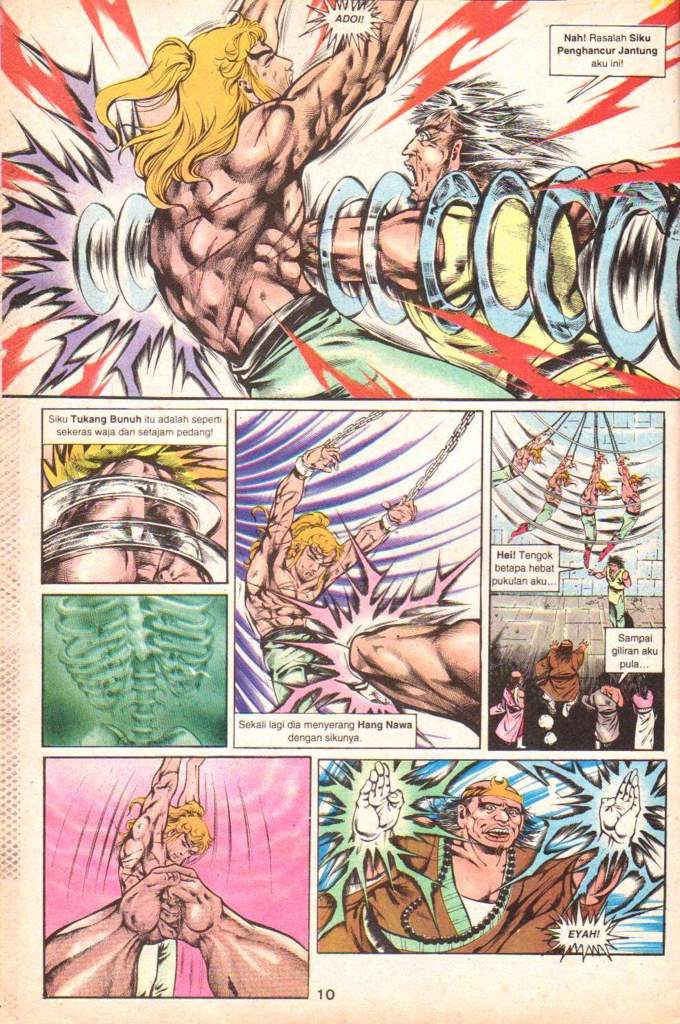 ADOI!
Nah! Rasalah Siku
Penghancur Jantung
aku ini!
Siku Tukang Bunuh itu adalah seperti
sekeras waja dan setajam pedang!
Sekali lagi dia menyerang Hang Nawa
dengan sikunya.
Hei! Tengok
betapa hebat
pukulan aku...
Sampai
giliran aku
pula...
EYAH!
10